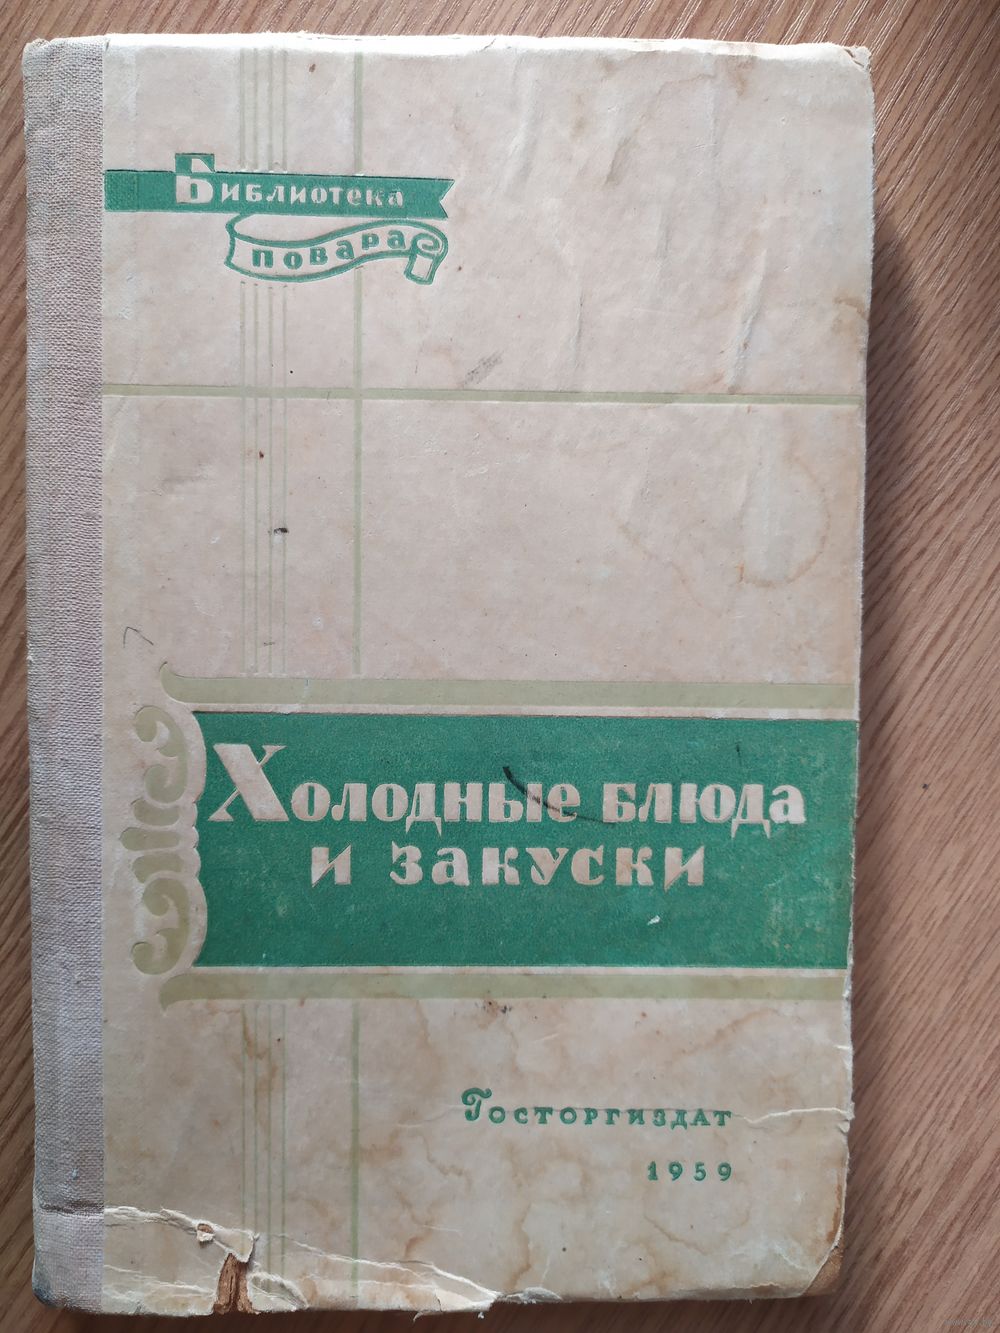 Библиотека
повара
Холодные блюда
и закуски
Госторгиздат
1959